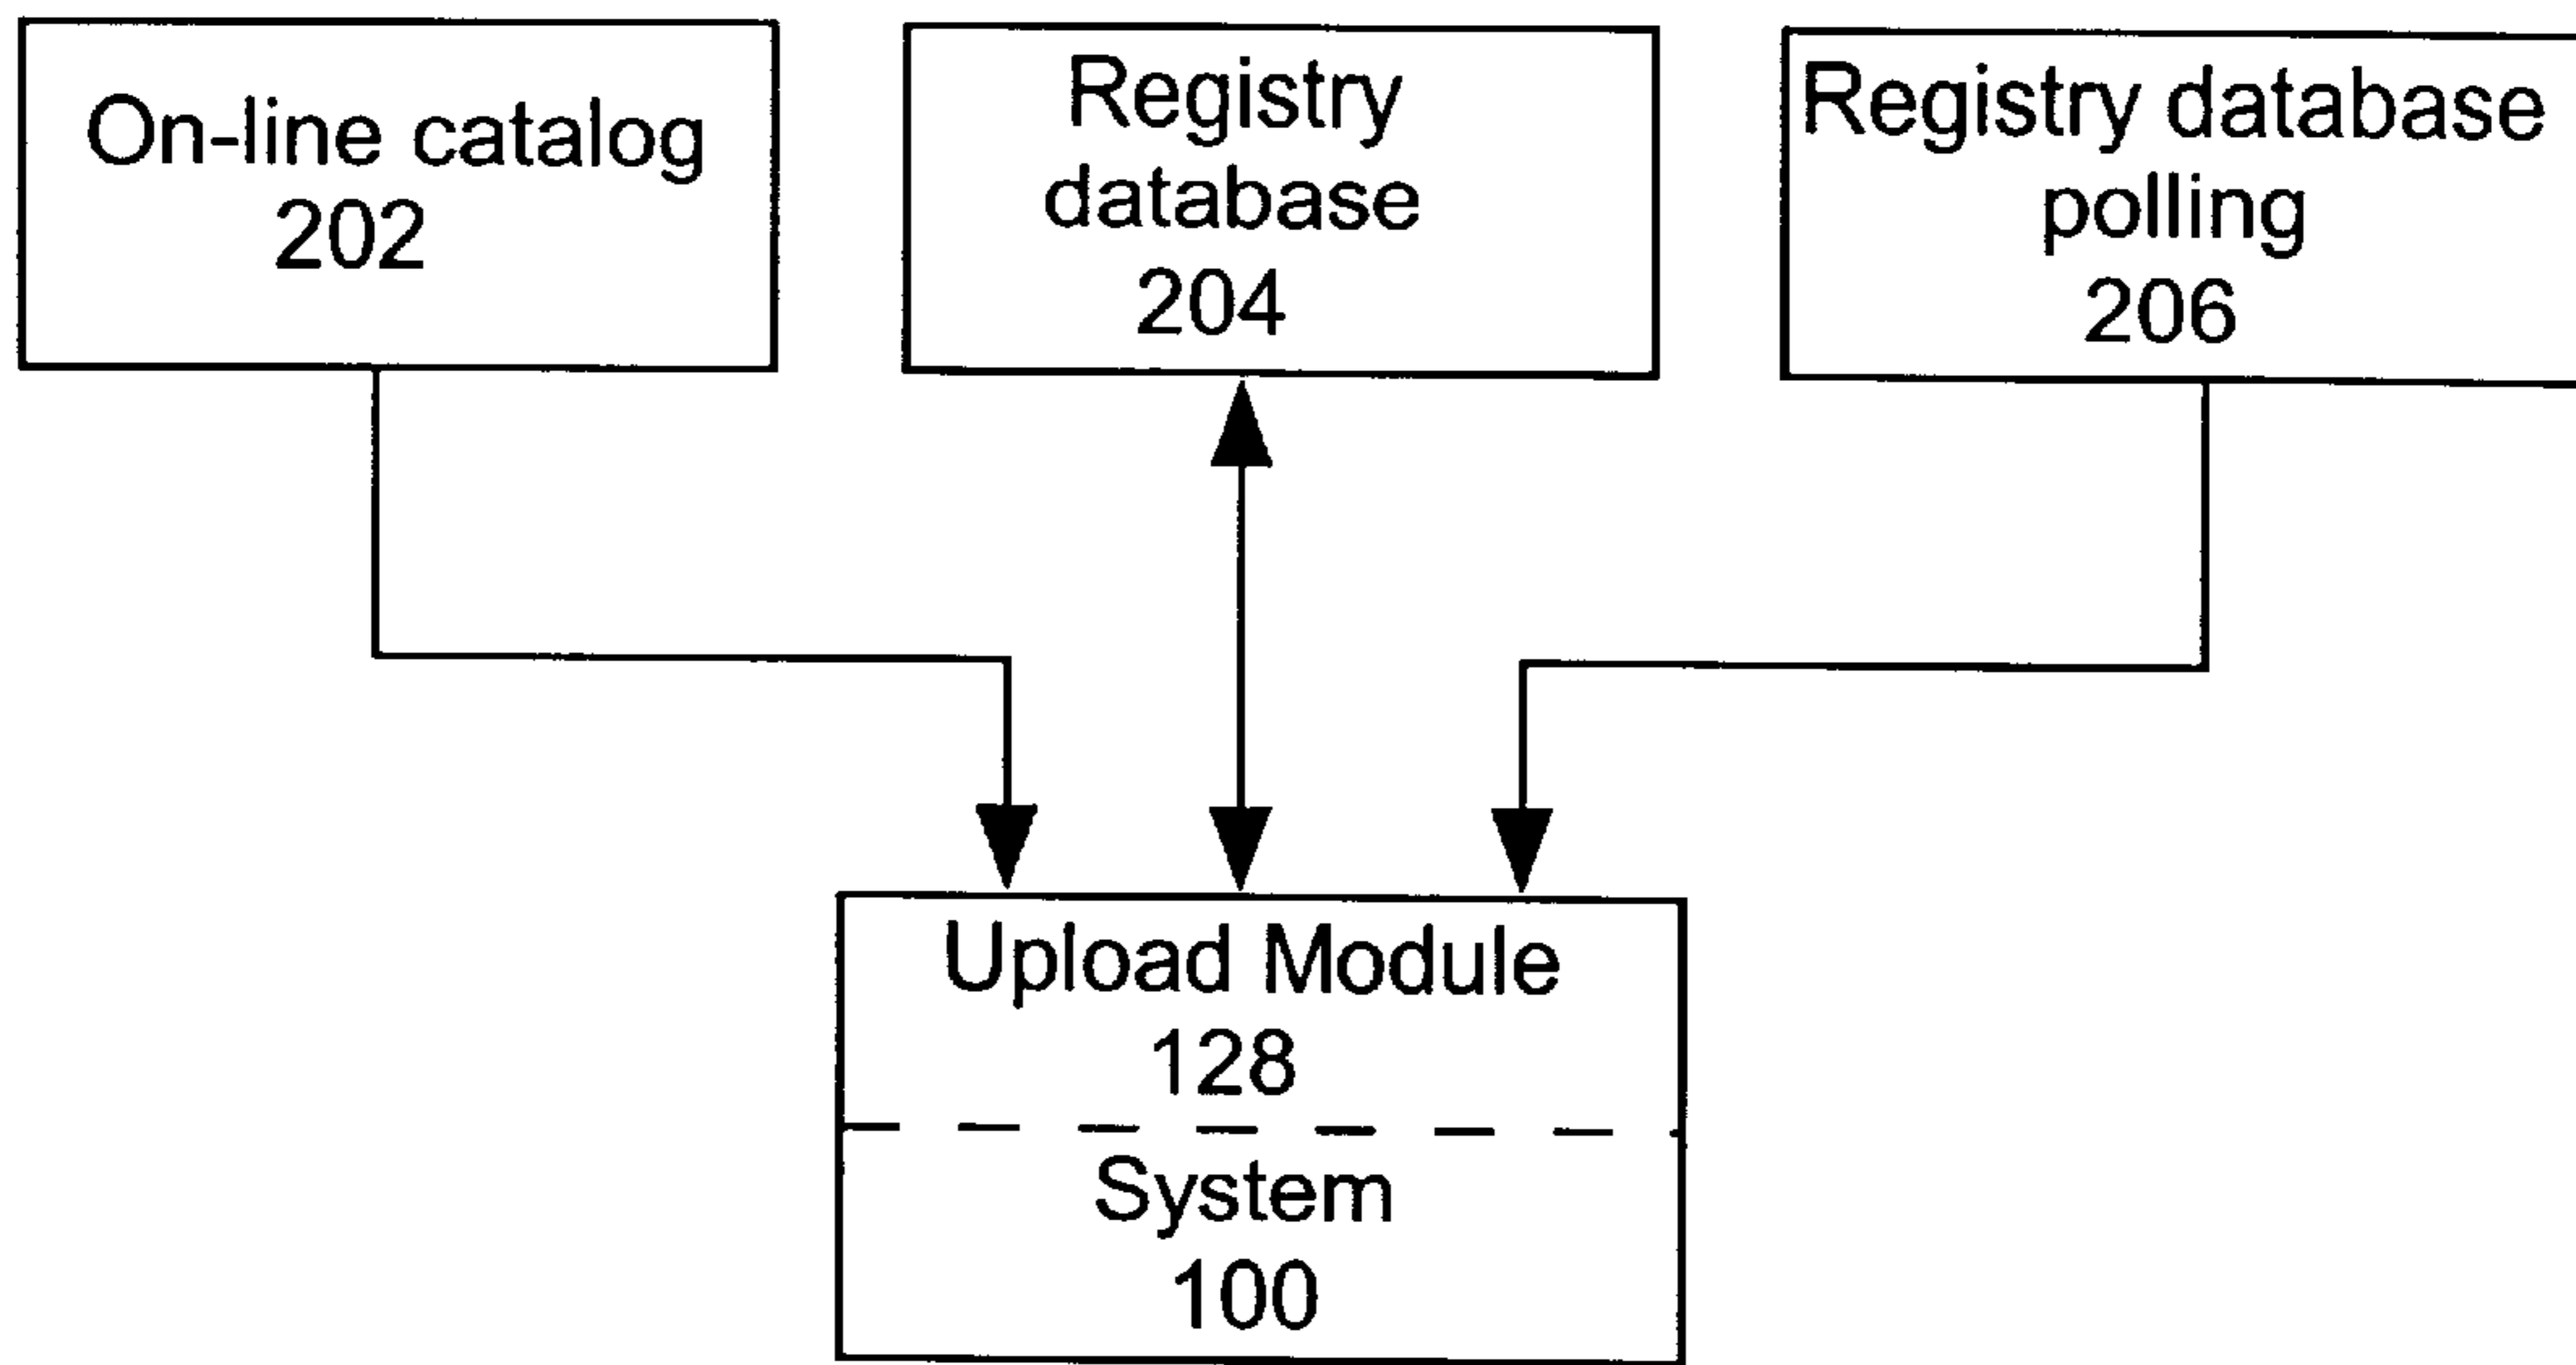 On-line catalog
202
Registry
database
204
Registry database
polling
206
Upload Module
128
System
100